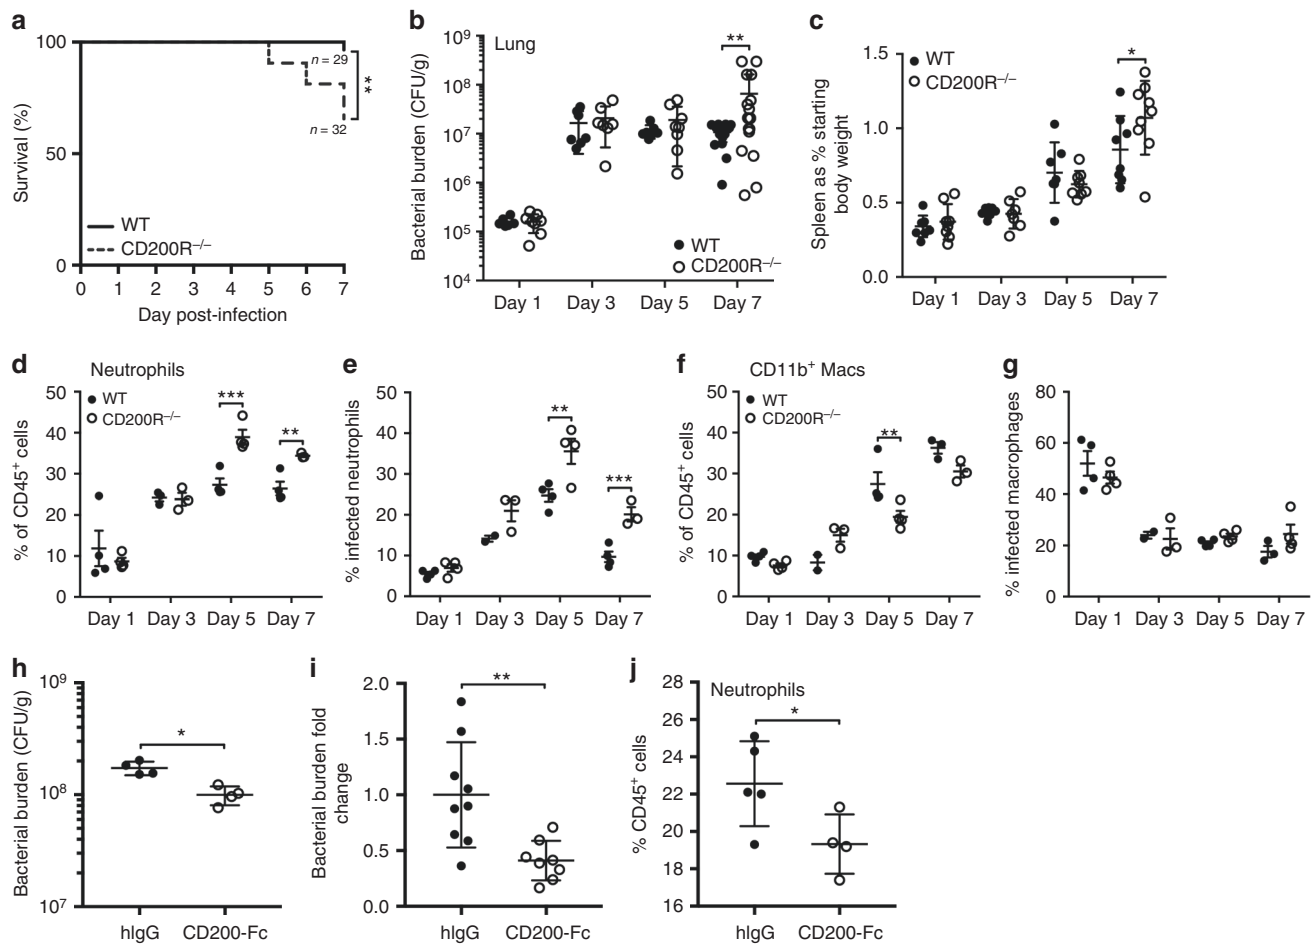 a
100
50
0
Survival (%)
n = 29
**
n = 32
WT
CD200R–/–
0 1 2 3 4 5 6 7
Day post-infection
b
Lung
Bacterial burden (CFU/g)
10⁹
10⁸
10⁷
10⁶
10⁵
10⁴
**
WT
CD200R–/–
Day 1 Day 3 Day 5 Day 7
c
Spleen as % starting
body weight
1.5
1.0
0.5
0.0
WT
CD200R–/–
*
Day 1 Day 3 Day 5 Day 7
d
Neutrophils
% of CD45⁺ cells
50
40
30
20
10
0
WT
CD200R–/–
***
**
Day 1 Day 3 Day 5 Day 7
e
% infected neutrophils
50
40
30
20
10
0
**
***
Day 1 Day 3 Day 5 Day 7
f
CD11b⁺ Macs
% of CD45⁺ cells
50
40
30
20
10
0
WT
CD200R–/–
**
Day 1 Day 3 Day 5 Day 7
g
% infected macrophages
80
60
40
20
0
Day 1 Day 3 Day 5 Day 7
h
Bacterial burden (CFU/g)
10⁹
10⁸
10⁷
*
hIgG CD200-Fc
i
Bacterial burden fold
change
2.0
1.5
1.0
0.5
0.0
**
hIgG CD200-Fc
j
Neutrophils
% CD45⁺ cells
28
26
24
22
20
18
16
*
hIgG CD200-Fc